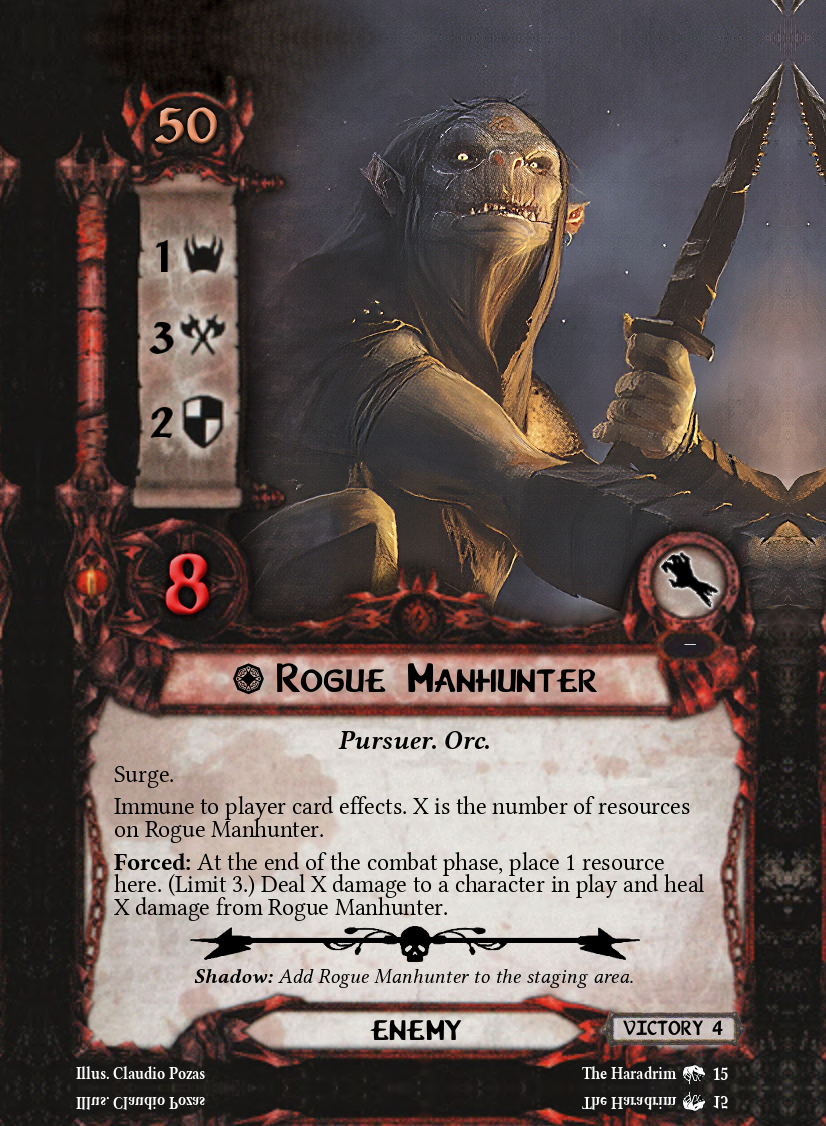 50
1
3
2
8
–
Rogue Manhunter
Pursuer. Orc.
Surge.
Immune to player card effects. X is the number of resources
on Rogue Manhunter.
Forced: At the end of the combat phase, place 1 resource
here. (Limit 3.) Deal X damage to a character in play and heal
X damage from Rogue Manhunter.
Shadow: Add Rogue Manhunter to the staging area.
ENEMY
VICTORY 4
Illus. Claudio Pozas
The Haradrim 15